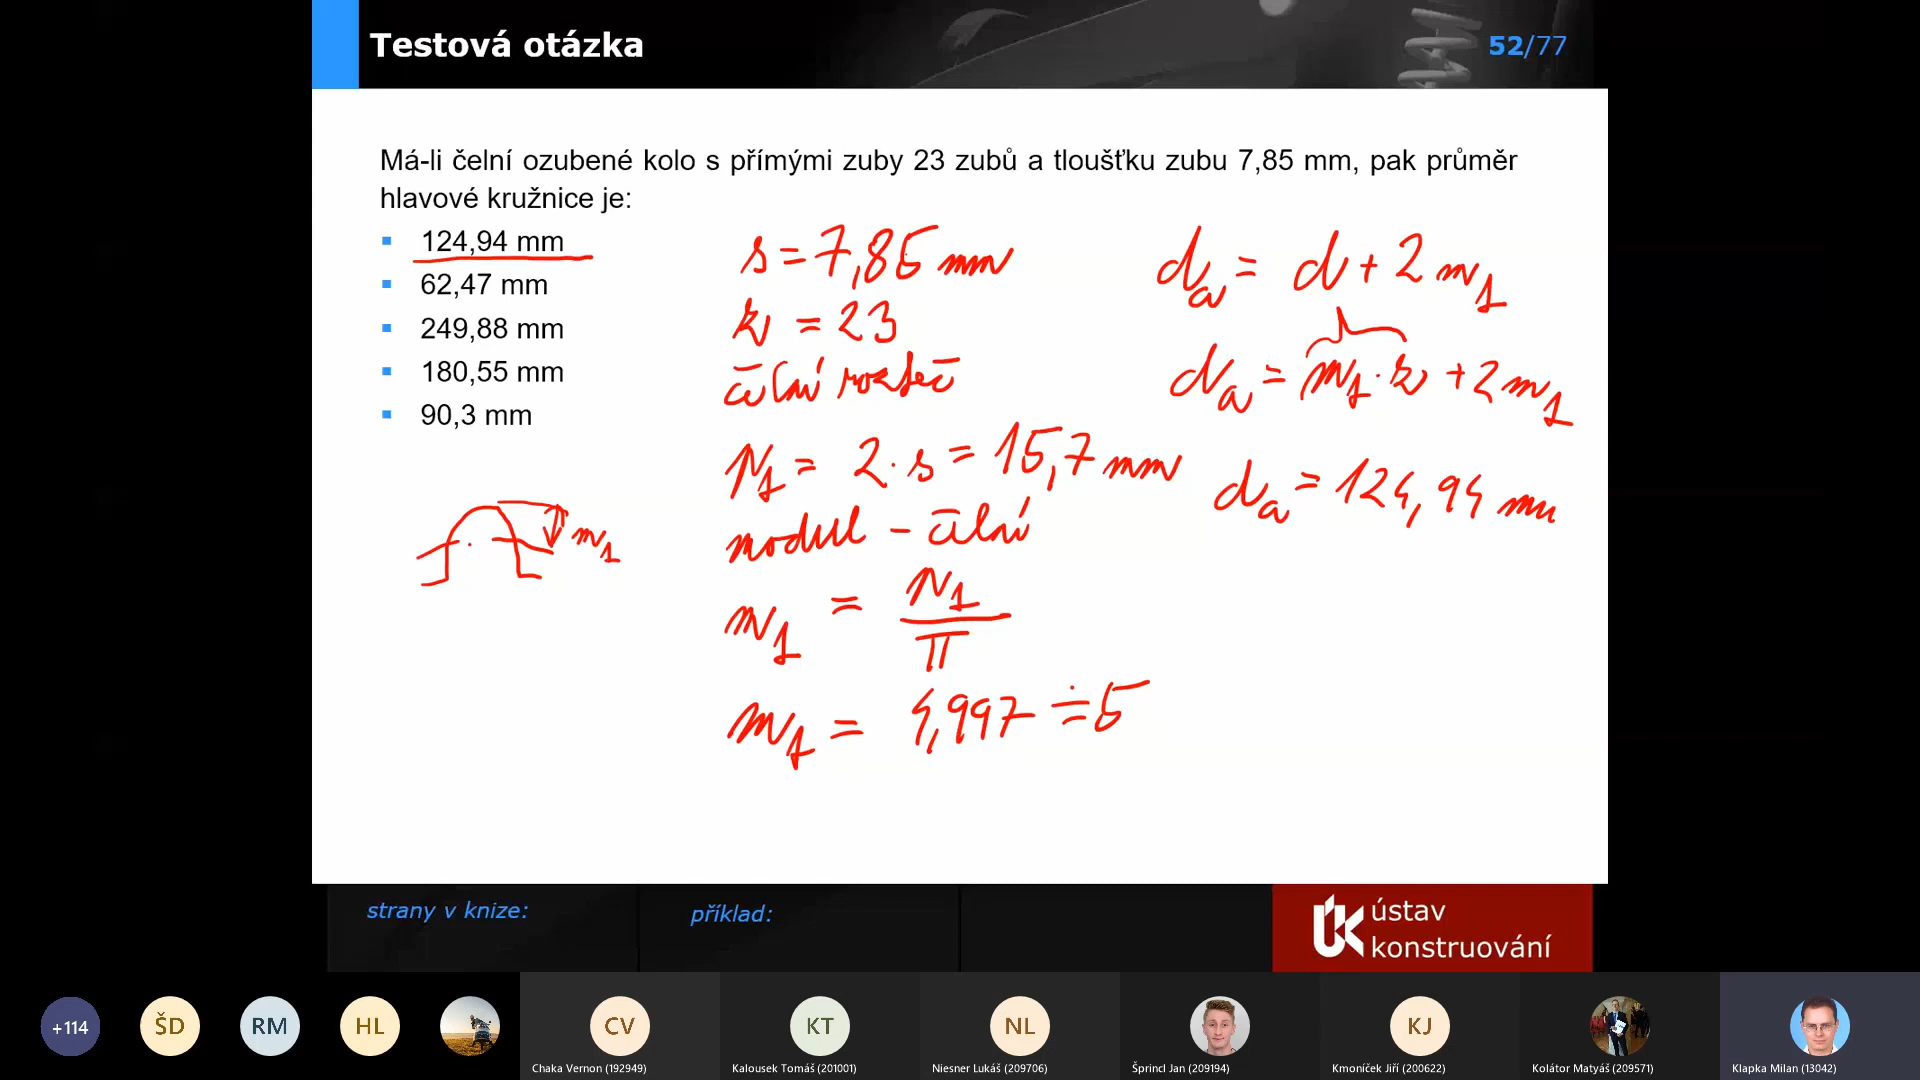 Testová otázka
52/77
Má-li čelní ozubené kolo s přímými zuby 23 zubů a tloušťku zubu 7,85 mm, pak průměr
hlavové kružnice je:
124,94 mm
62,47 mm
249,88 mm
180,55 mm
90,3 mm
m1
s = 7,85 mm
z = 23
čelní rozteč
p1 = 2 · s = 15,7 mm
modul - čelní
m1 = p1 / π
m1 = 4,997 ≐ 5
da = d + 2 m1
da = m1 · z + 2 m1
da = 124,94 mm
strany v knize:
příklad:
ústav
konstruování
+114
ŠD
RM
HL
CV
Chaka Vernon (192949)
KT
Kalousek Tomáš (201001)
NL
Niesner Lukáš (209706)
Šprincl Jan (209194)
KJ
Kmoníček Jiří (200622)
Kolátor Matyáš (209571)
Klapka Milan (13042)